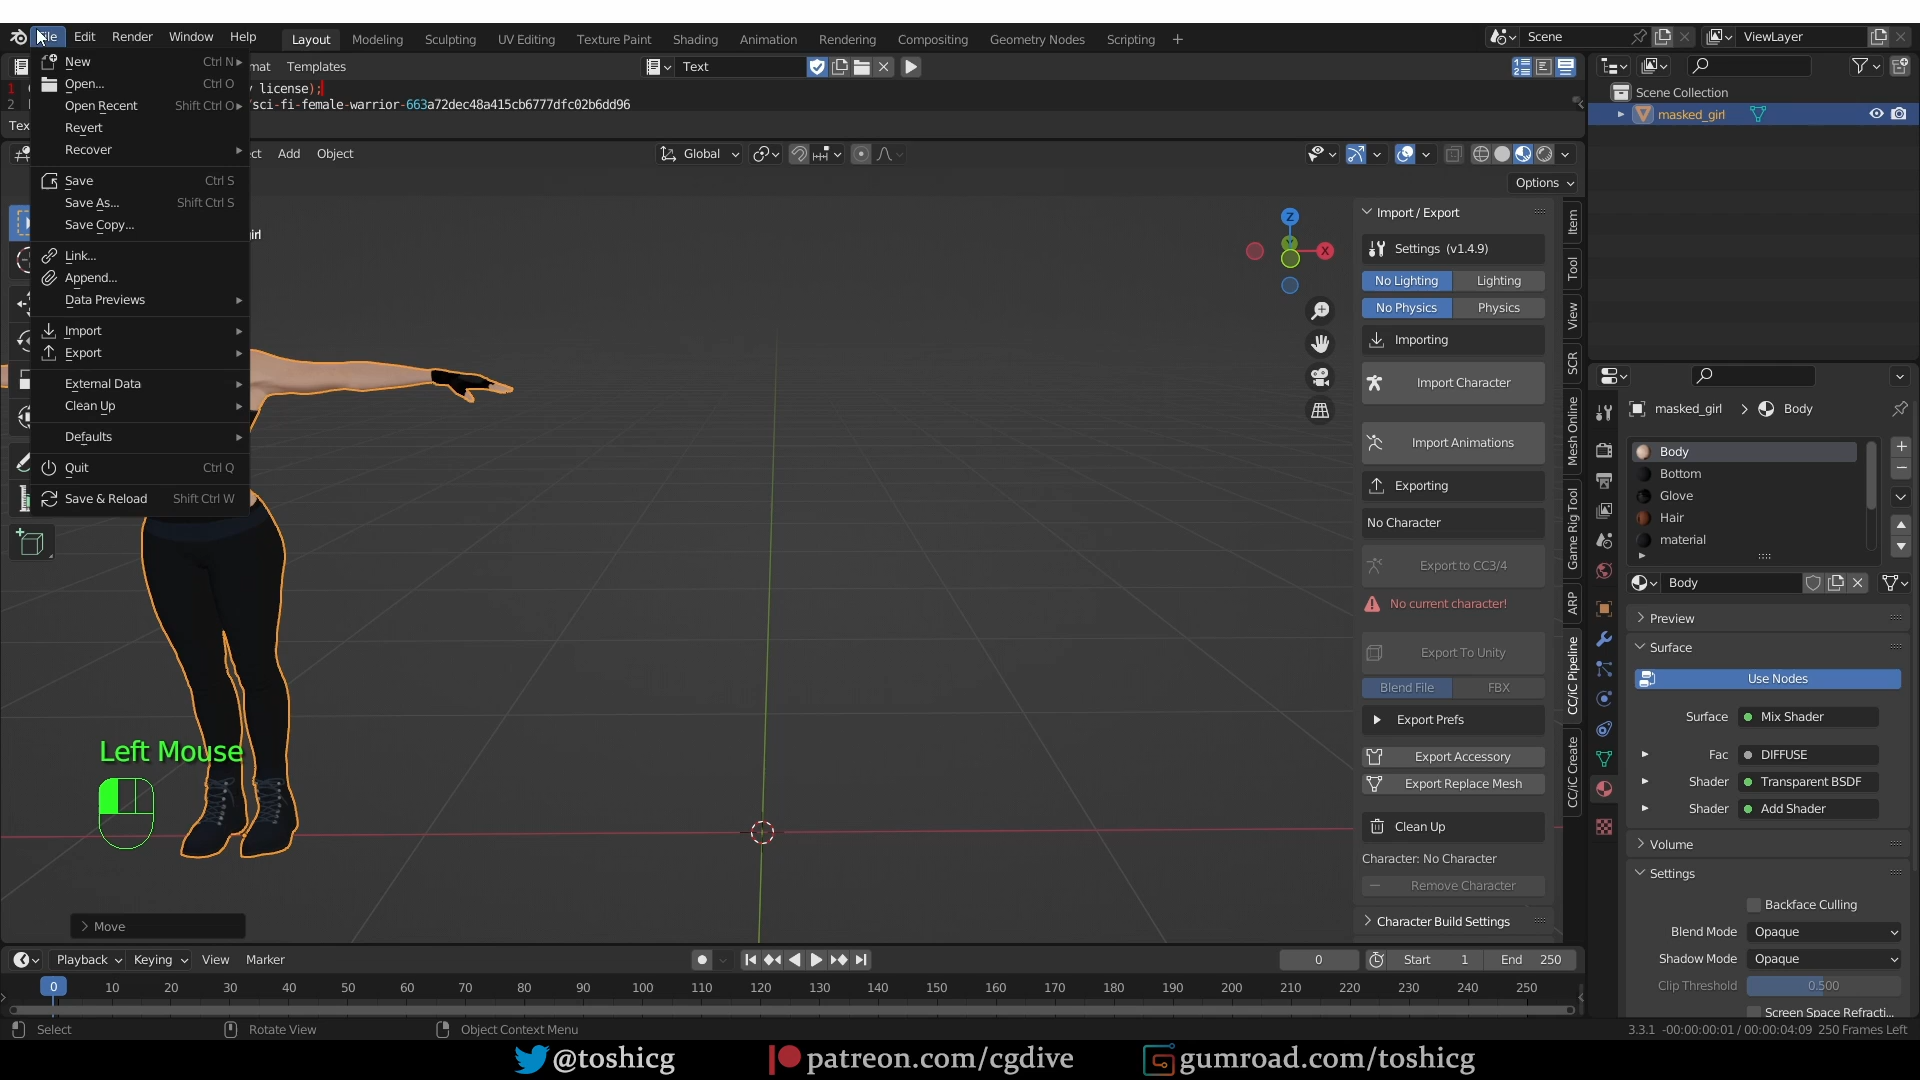 File Edit Render Window Help Layout Modeling Sculpting UV Editing Texture Paint Shading Animation Rendering Compositing Geometry Nodes Scripting + Scene ViewLayer
New Ctrl N
Open... Ctrl O
Open Recent Shift Ctrl O
Revert
Recover
Save Ctrl S
Save As... Shift Ctrl S
Save Copy...
Link...
Append...
Data Previews
Import
Export
External Data
Clean Up
Defaults
Quit Ctrl Q
Save & Reload Shift Ctrl W
mat Templates Text
1 license);
2 sci-fi-female-warrior-663a72dec48a415cb6777dfc02b6dd96
Tex
ct Add Object Global
Options
irl
Z
X
Import / Export
Settings (v1.4.9)
No Lighting Lighting
No Physics Physics
Importing
Import Character
Import Animations
Exporting
No Character
Export to CC3/4
No current character!
Export To Unity
Blend File FBX
Export Prefs
Export Accessory
Export Replace Mesh
Clean Up
Character: No Character
Remove Character
Character Build Settings
Item
Tool
View
SCR
Mesh Online
Game Rig Tool
ARP
CC/iC Pipeline
CC/iC Create
Scene Collection
masked_girl
masked_girl > Body
Body
Bottom
Glove
Hair
material
Body
Preview
Surface
Use Nodes
Surface Mix Shader
Fac DIFFUSE
Shader Transparent BSDF
Shader Add Shader
Volume
Settings
Backface Culling
Blend Mode Opaque
Shadow Mode Opaque
Clip Threshold 0.500
Screen Space Refracti...
Left Mouse
Move
Playback Keying View Marker 0 Start 1 End 250
0 10 20 30 40 50 60 70 80 90 100 110 120 130 140 150 160 170 180 190 200 210 220 230 240 250
Select Rotate View Object Context Menu 3.3.1 -00:00:00:01 / 00:00:04:09 250 Frames Left
@toshicg patreon.com/cgdive gumroad.com/toshicg